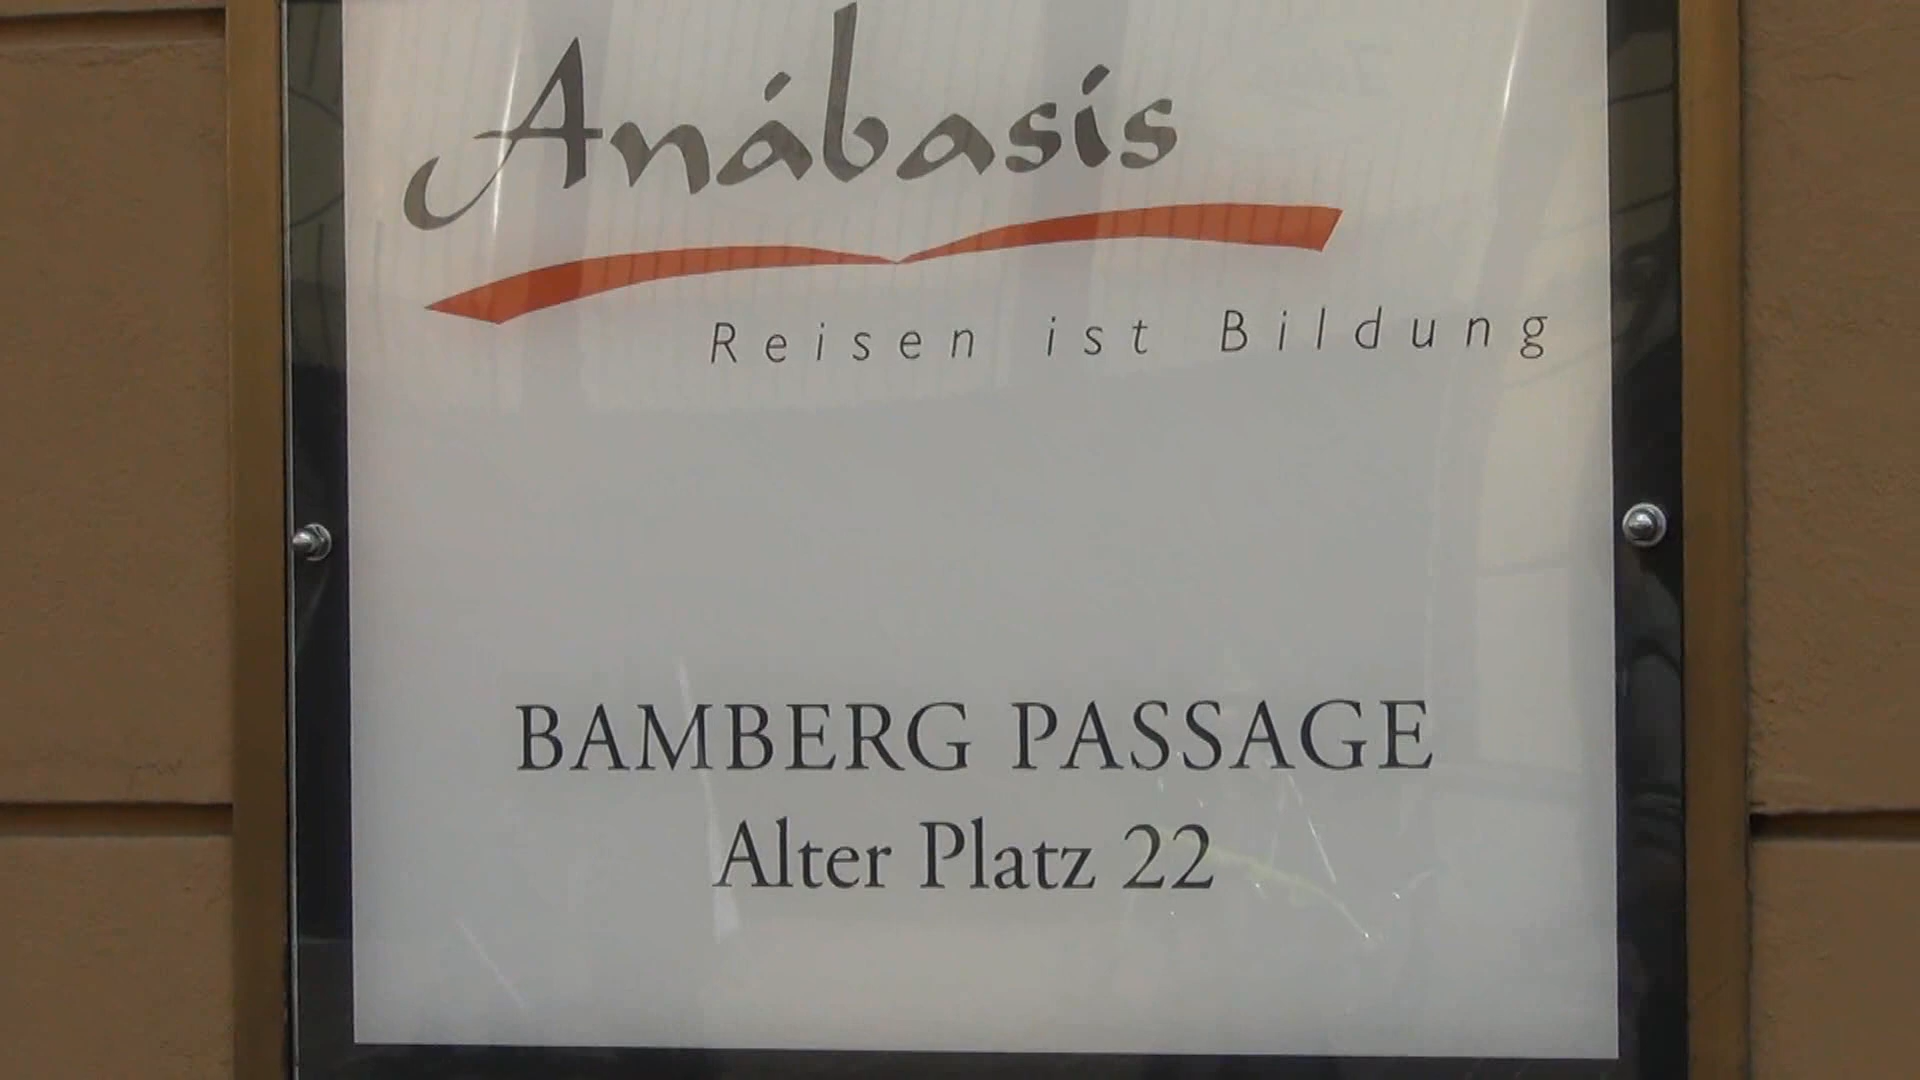 Anábasis
Reisen ist Bildung
BAMBERG PASSAGE
Alter Platz 22